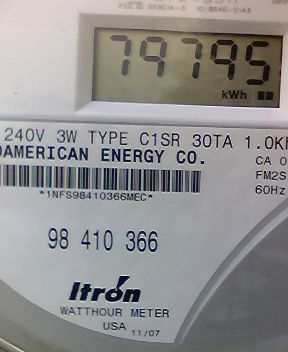 79795
kWh
240V 3W TYPE C1SR 30TA 1.0K
AMERICAN ENERGY CO.
CA 0
*1NFS98410366MEC*
FM2S
60Hz
98 410 366
Itron
WATTHOUR METER
USA 11/07